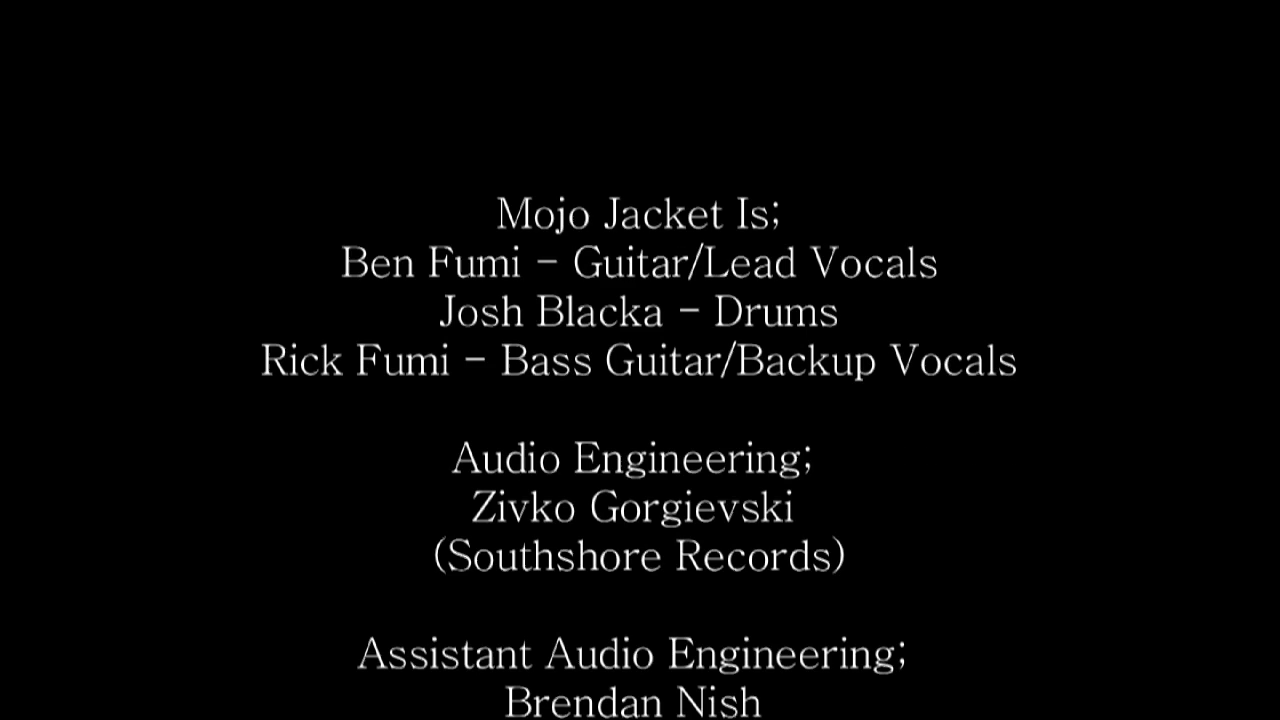 Mojo Jacket Is;
Ben Fumi - Guitar/Lead Vocals
Josh Blacka - Drums
Rick Fumi - Bass Guitar/Backup Vocals
Audio Engineering;
Zivko Gorgievski
(Southshore Records)
Assistant Audio Engineering;
Brendan Nish